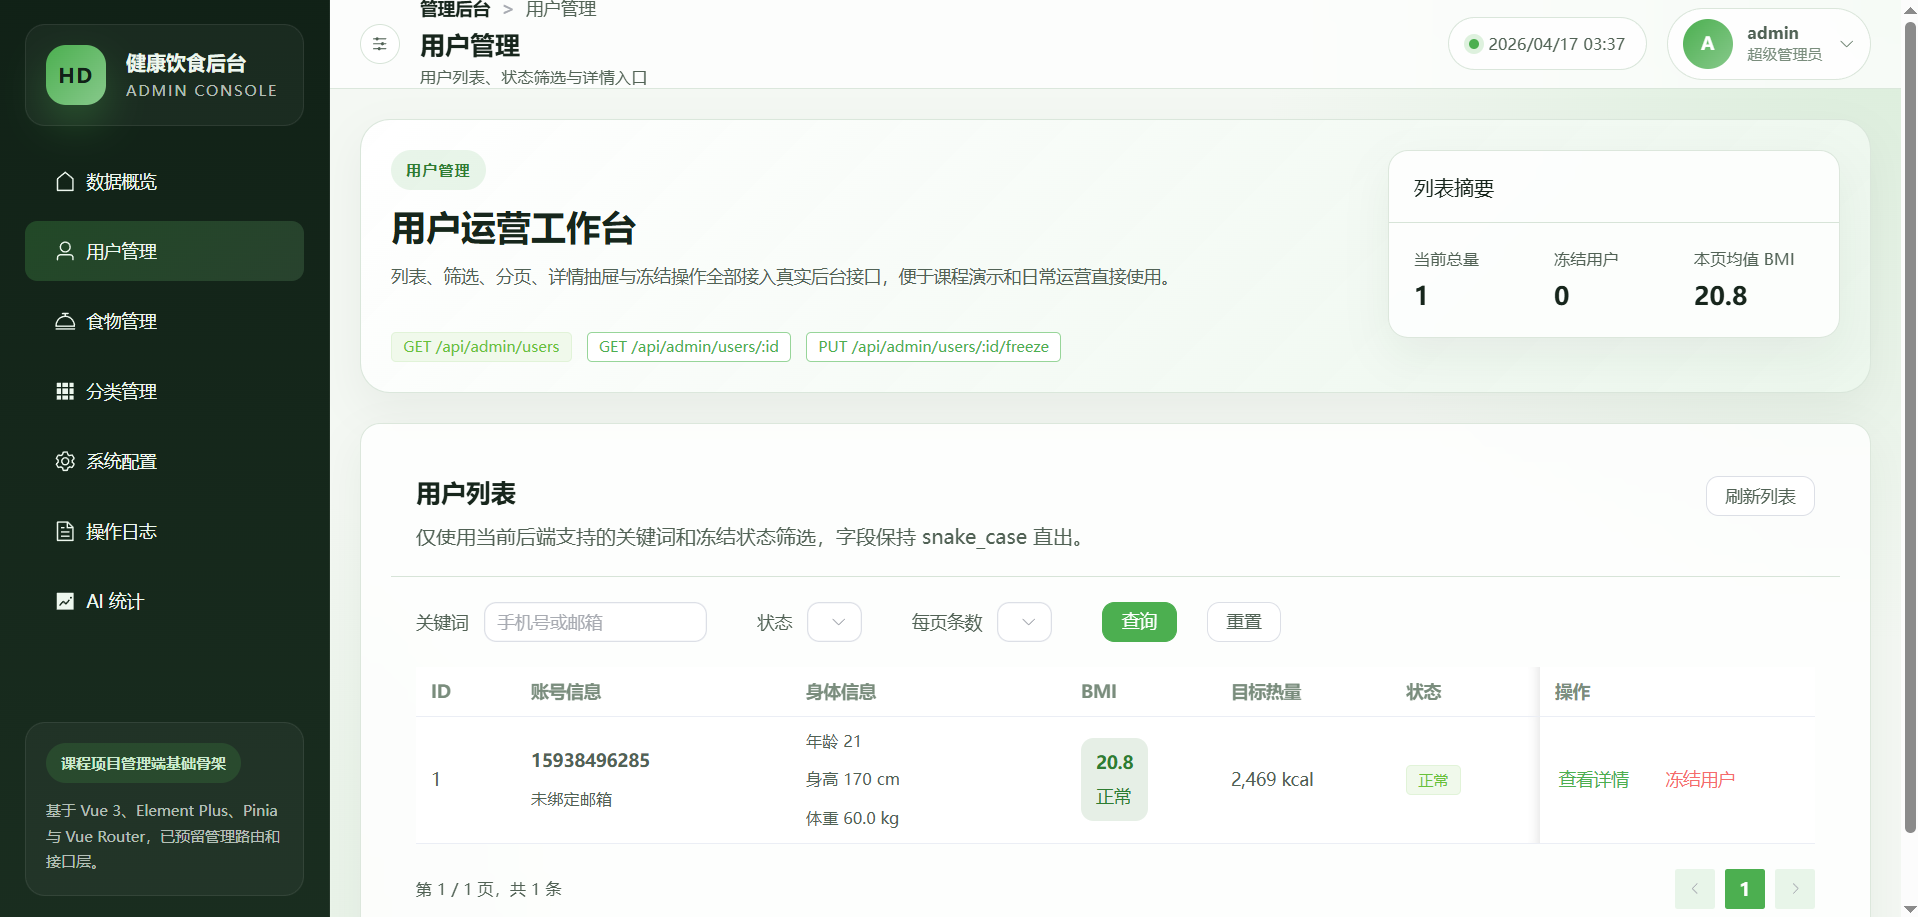 HD
健康饮食后台
ADMIN CONSOLE
数据概览
用户管理
食物管理
分类管理
系统配置
操作日志
AI 统计
课程项目管理端基础骨架
基于 Vue 3、Element Plus、Pinia
与 Vue Router，已预留管理路由和
接口层。
管理后台 > 用户管理
用户管理
用户列表、状态筛选与详情入口
2026/04/17 03:37
A
admin
超级管理员
用户管理
用户运营工作台
列表、筛选、分页、详情抽屉与冻结操作全部接入真实后台接口，便于课程演示和日常运营直接使用。
GET /api/admin/users
GET /api/admin/users/:id
PUT /api/admin/users/:id/freeze
列表摘要
当前总量 冻结用户 本页均值 BMI
1 0 20.8
用户列表
仅使用当前后端支持的关键词和冻结状态筛选，字段保持 snake_case 直出。
刷新列表
关键词 手机号或邮箱 状态 每页条数 查询 重置
ID 账号信息 身体信息 BMI 目标热量 状态 操作
1
15938496285
未绑定邮箱
年龄 21
身高 170 cm
体重 60.0 kg
20.8
正常
2,469 kcal
正常
查看详情 冻结用户
第 1 / 1 页，共 1 条
1